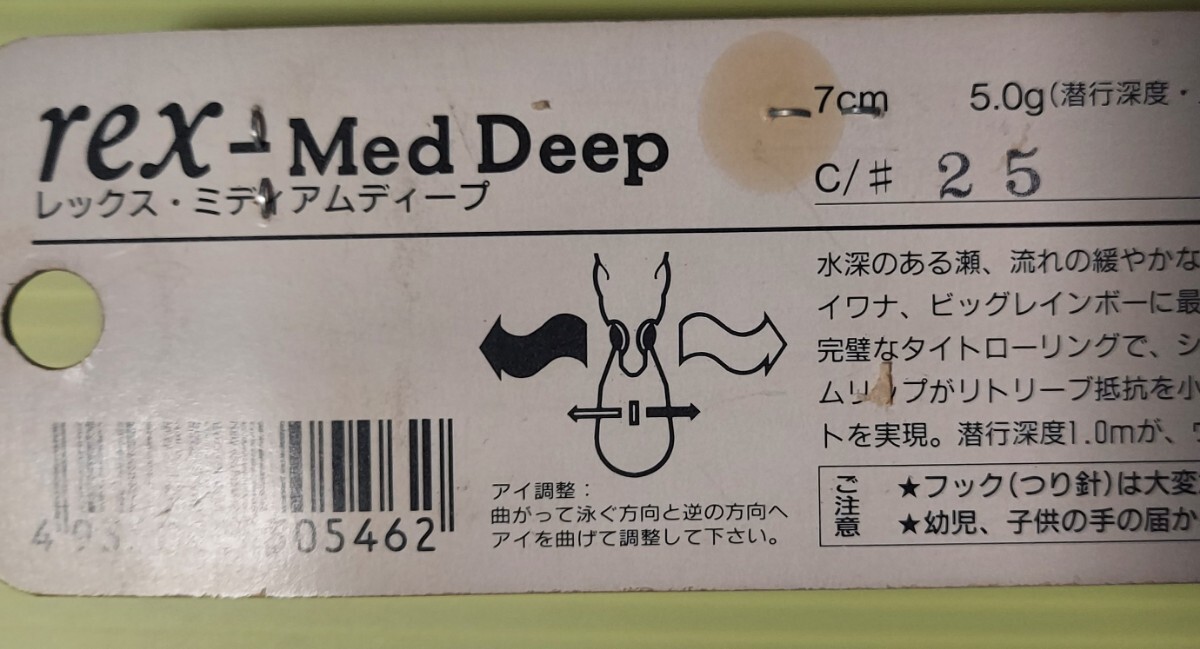 rex-Med Deep
レックス・ミディアムディープ
7cm 5.0g(潜行深度・
C/# 25
水深のある瀬、流れの緩やかな
イワナ、ビッグレインボーに最
完璧なタイトローリングで、シ
ムリップがリトリーブ抵抗を小
トを実現。潜行深度1.0mが、
アイ調整：
曲がって泳ぐ方向と逆の方向へ
アイを曲げて調整して下さい。
ご注意
★フック(つり針)は大変
★幼児、子供の手の届か
05462